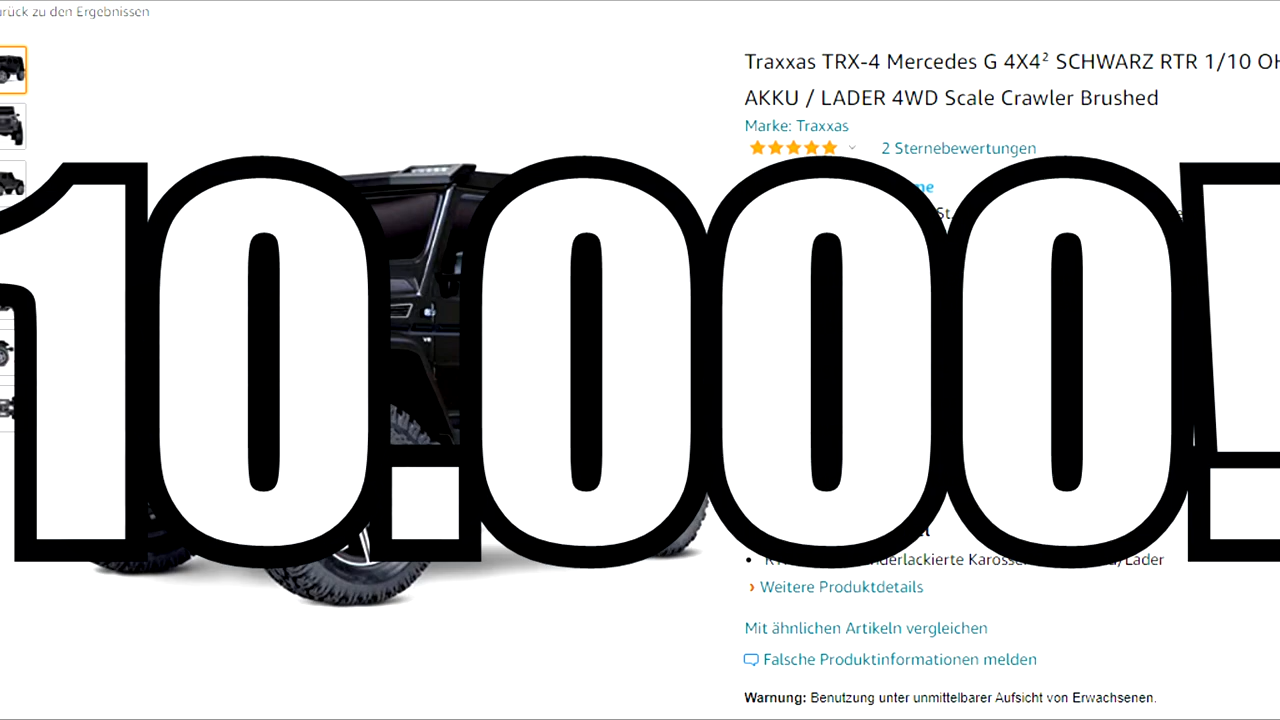 zu den Ergebnissen
Traxxas TRX-4 Mercedes G 4X4² SCHWARZ RTR 1/10
AKKU / LADER 4WD Scale Crawler Brushed
Marke: Traxxas
2 Sternebewertungen
10.000!
/Lader
› Weitere Produktdetails
Mit ähnlichen Artikeln vergleichen
Falsche Produktinformationen melden
Warnung: Benutzung unter unmittelbarer Aufsicht von Erwachsenen.